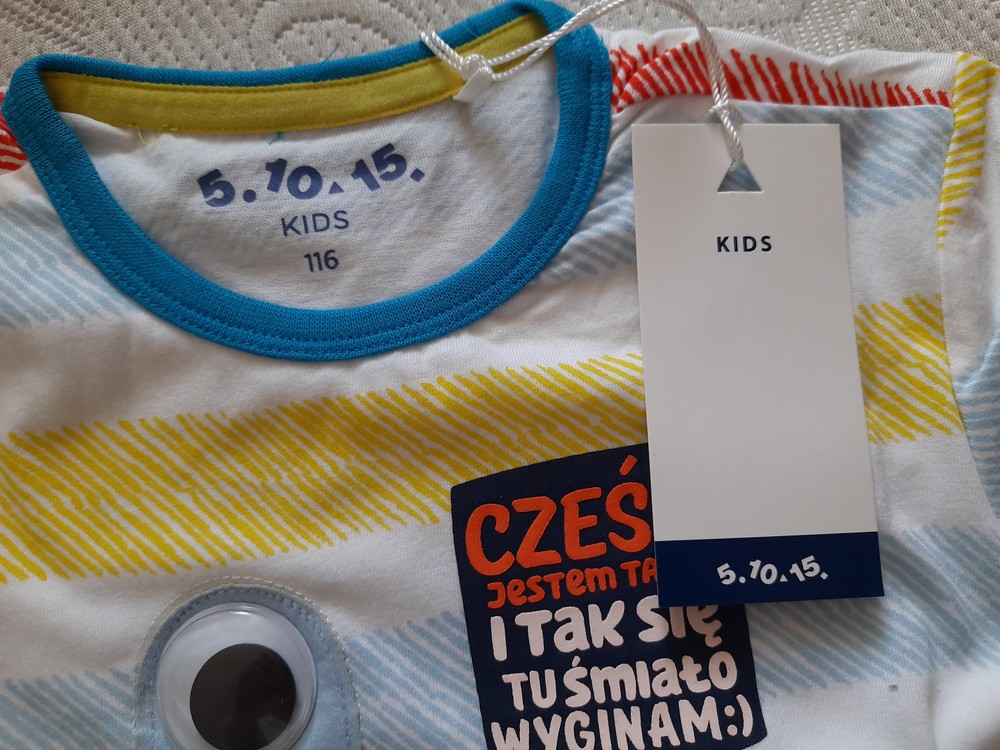 5.10.15.
KIDS
116
KIDS
5.10.15.
CZEŚ
JESTEM TA
I TAK SIĘ
TU ŚMIAŁO
WYGINAM:)